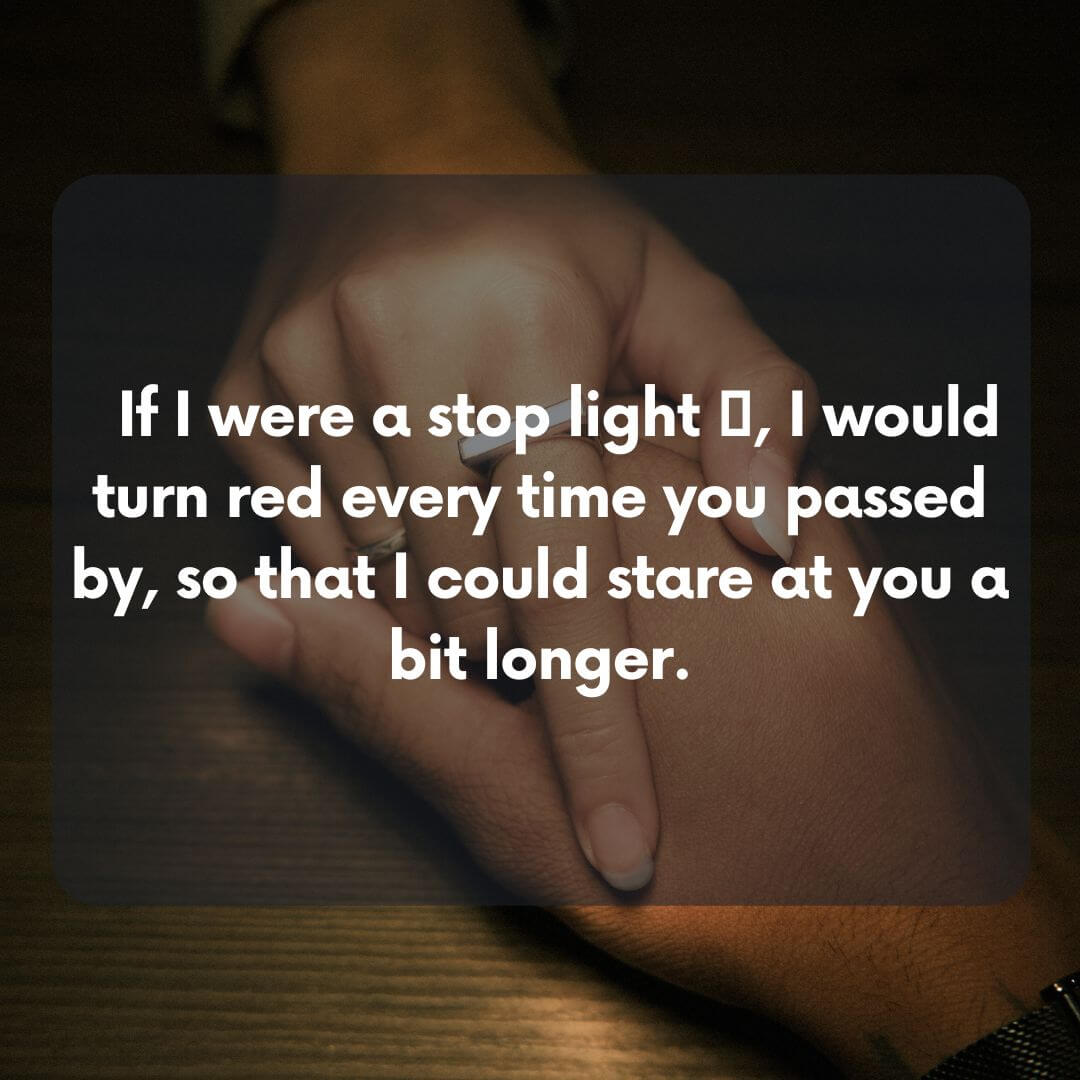 If I were a stop light ▯, I would
turn red every time you passed
by, so that I could stare at you a
bit longer.